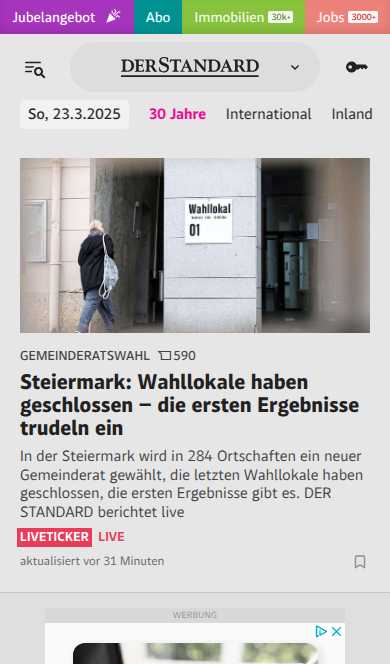 Jubelangebot Abo Immobilien 30k+ Jobs 3000+
DERSTANDARD
So, 23.3.2025 30 Jahre International Inland
Wahllokal
01
GEMEINDERATSWAHL 590
Steiermark: Wahllokale haben
geschlossen – die ersten Ergebnisse
trudeln ein
In der Steiermark wird in 284 Ortschaften ein neuer
Gemeinderat gewählt, die letzten Wahllokale haben
geschlossen, die ersten Ergebnisse gibt es. DER
STANDARD berichtet live
LIVETICKER LIVE
aktualisiert vor 31 Minuten
WERBUNG